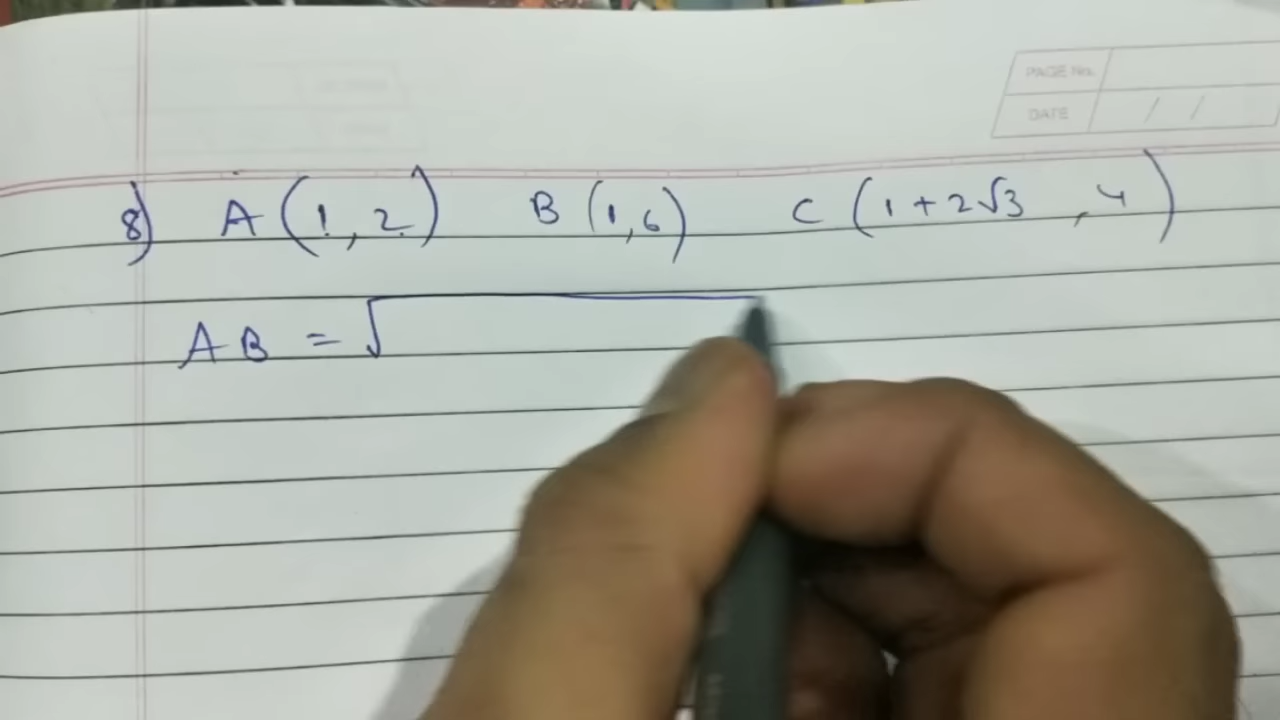 PAGE No.
DATE / /
8) A (1, 2) B (1,6) C (1+2√3 , 4)
AB = √